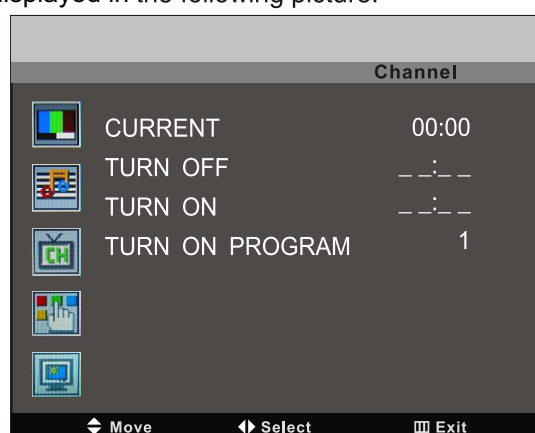 displayed in the following picture.
Channel
CURRENT 00:00
TURN OFF _ _:_ _
TURN ON _ _:_ _
TURN ON PROGRAM 1
CH
Move Select Exit